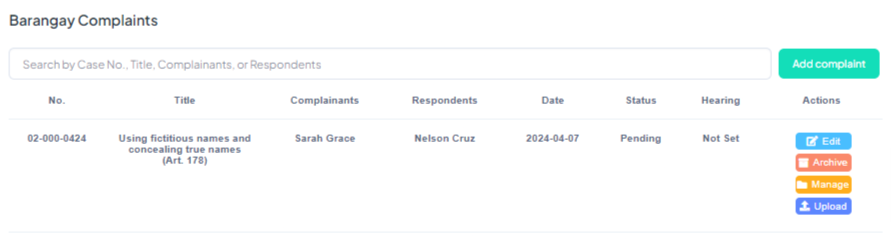 Barangay Complaints
Search by Case No., Title, Complainants, or Respondents
Add complaint
No. Title Complainants Respondents Date Status Hearing Actions
02-000-0424 Using fictitious names and Sarah Grace Nelson Cruz 2024-04-07 Pending Not Set Edit
concealing true names
(Art. 178)
Archive
Manage
Upload